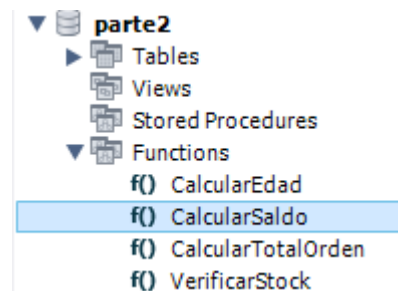 parte2
Tables
Views
Stored Procedures
Functions
f() CalcularEdad
f() CalcularSaldo
f() CalcularTotalOrden
f() VerificarStock